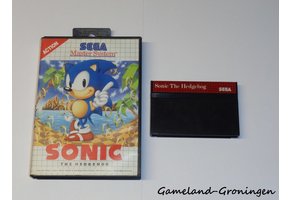 ACTION
SEGA
Master System
SONIC
THE HEDGEHOG
Sonic The Hedgehog
SEGA
Gameland-Groningen